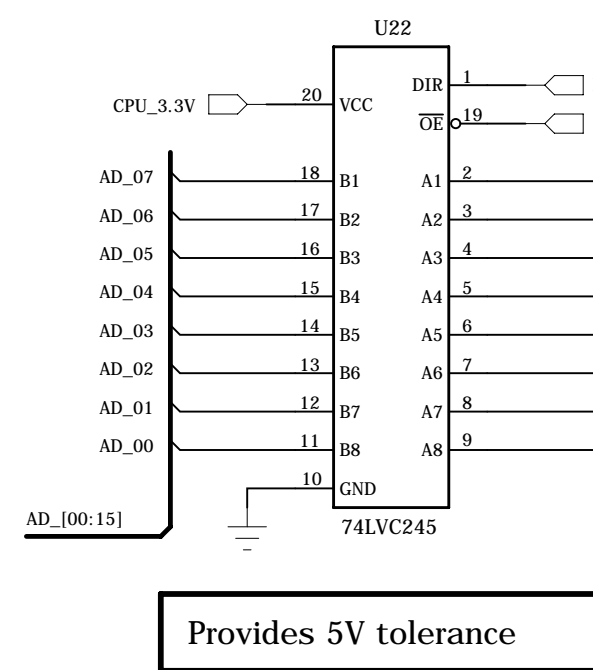 U22
DIR 1
CPU_3.3V 20 VCC
OE 19
AD_07 18 B1 A1 2
AD_06 17 B2 A2 3
AD_05 16 B3 A3 4
AD_04 15 B4 A4 5
AD_03 14 B5 A5 6
AD_02 13 B6 A6 7
AD_01 12 B7 A7 8
AD_00 11 B8 A8 9
10 GND
AD_[00:15]
74LVC245
Provides 5V tolerance